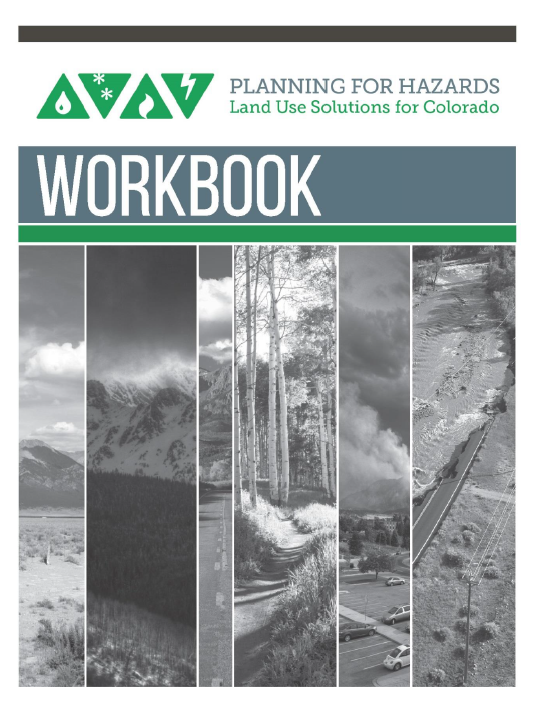 PLANNING FOR HAZARDS
Land Use Solutions for Colorado
WORKBOOK